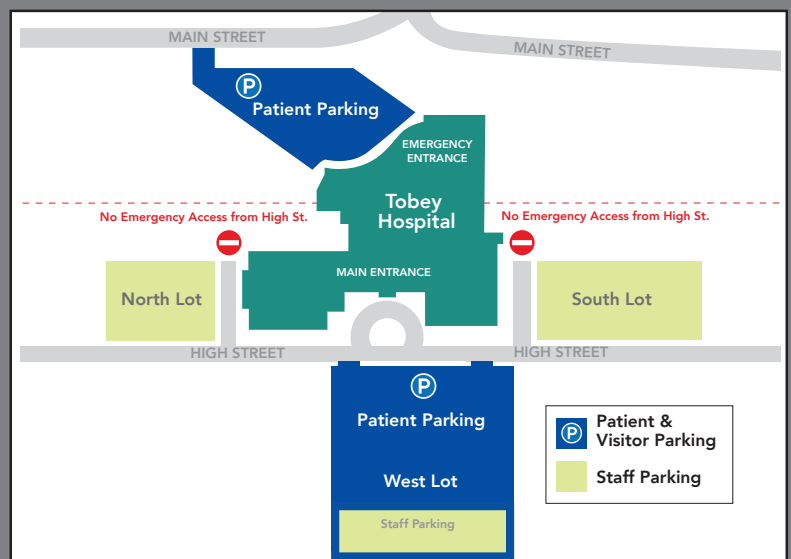 MAIN STREET
MAIN STREET
P
Patient Parking
EMERGENCY
ENTRANCE
Tobey
Hospital
No Emergency Access from High St.
No Emergency Access from High St.
MAIN ENTRANCE
North Lot
South Lot
HIGH STREET
HIGH STREET
P
Patient Parking
West Lot
Staff Parking
P
Patient &
Visitor Parking
Staff Parking